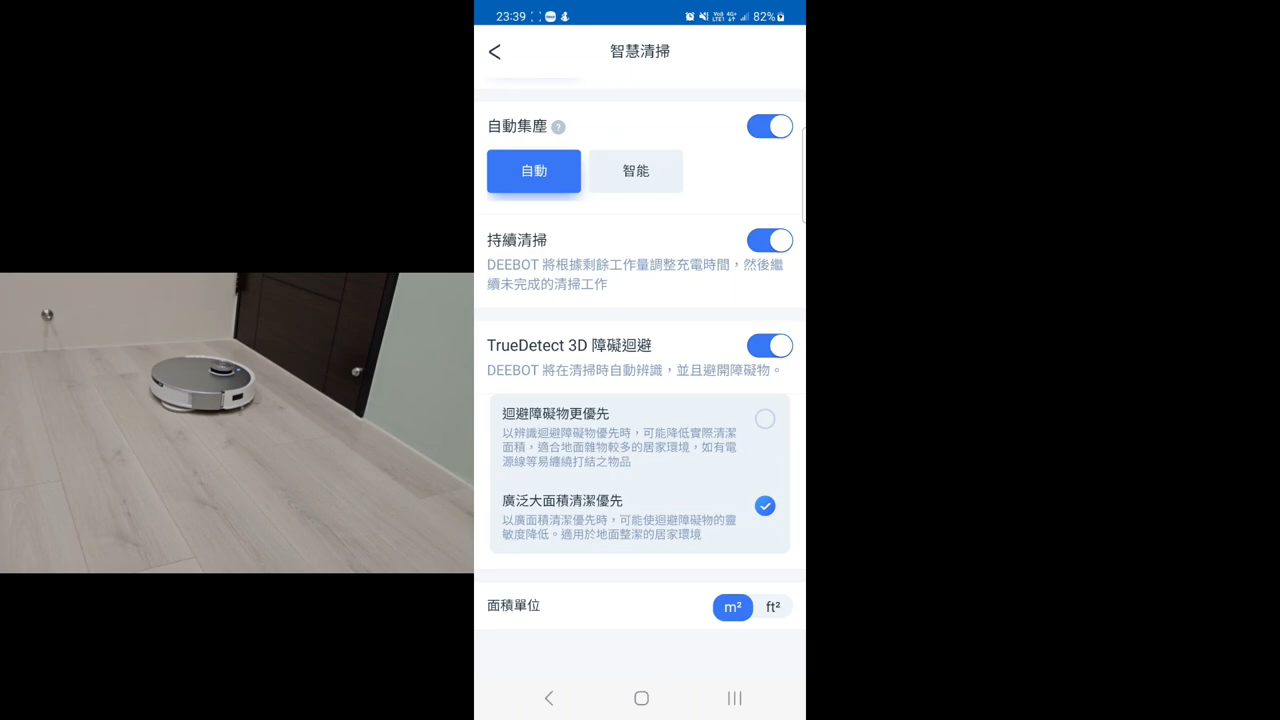 23:39
82%
智慧清掃
自動集塵 ?
自動
智能
持續清掃
DEEBOT 將根據剩餘工作量調整充電時間，然後繼
續未完成的清掃工作
TrueDetect 3D 障礙迴避
DEEBOT 將在清掃時自動辨識，並且避開障礙物。
迴避障礙物更優先
以辨識迴避障礙物優先時，可能降低實際清潔
面積，適合地面雜物較多的居家環境，如有電
源線等易纏繞打結之物品
廣泛大面積清潔優先
以廣面積清潔優先時，可能使迴避障礙物的靈
敏度降低。適用於地面整潔的居家環境
面積單位
m²
ft²